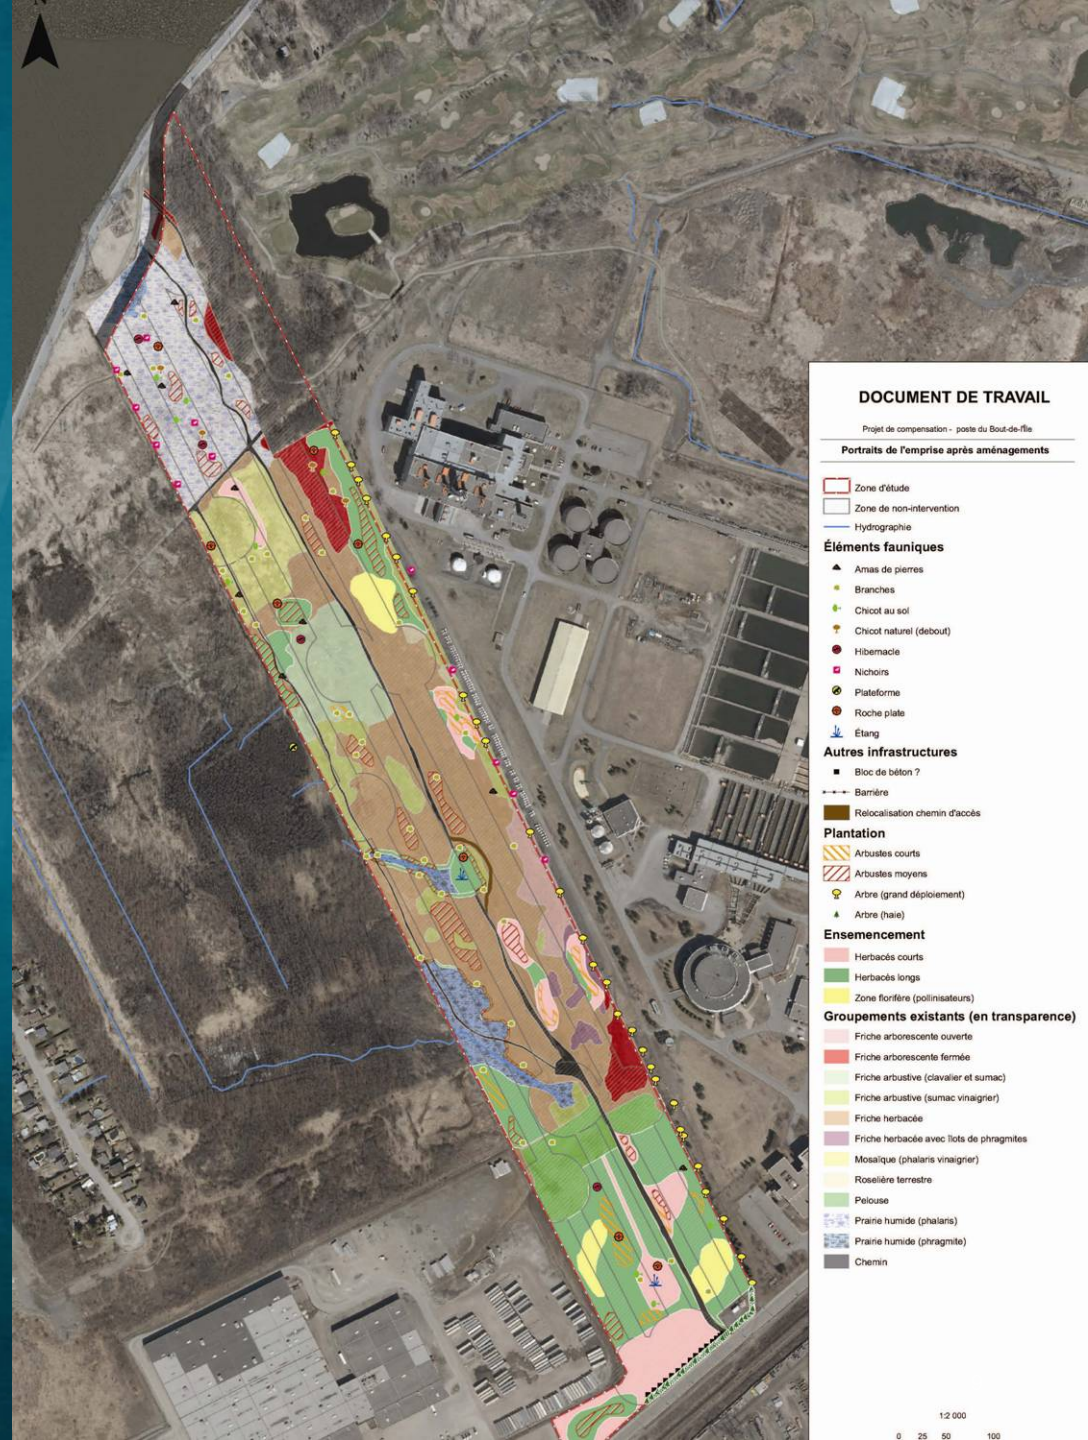 N
DOCUMENT DE TRAVAIL
Projet de compensation - poste du Bout-de-l'Île
Portraits de l'emprise après aménagements
Zone d'étude
Zone de non-intervention
Hydrographie
Éléments fauniques
Amas de pierres
Branches
Chicot au sol
Chicot naturel (debout)
Hibernacle
Nichoirs
Plateforme
Roche plate
Étang
Autres infrastructures
Bloc de béton ?
Barrière
Relocalisation chemin d'accès
Plantation
Arbustes courts
Arbustes moyens
Arbre (grand déploiement)
Arbre (haie)
Ensemencement
Herbacés courts
Herbacés longs
Zone florifère (pollinisateurs)
Groupements existants (en transparence)
Friche arborescente ouverte
Friche arborescente fermée
Friche arbustive (clavalier et sumac)
Friche arbustive (sumac vinaigrier)
Friche herbacée
Friche herbacée avec îlots de phragmites
Mosaïque (phalaris vinaigrier)
Roselière terrestre
Pelouse
Prairie humide (phalaris)
Prairie humide (phragmite)
Chemin
1:2 000
0 25 50 100